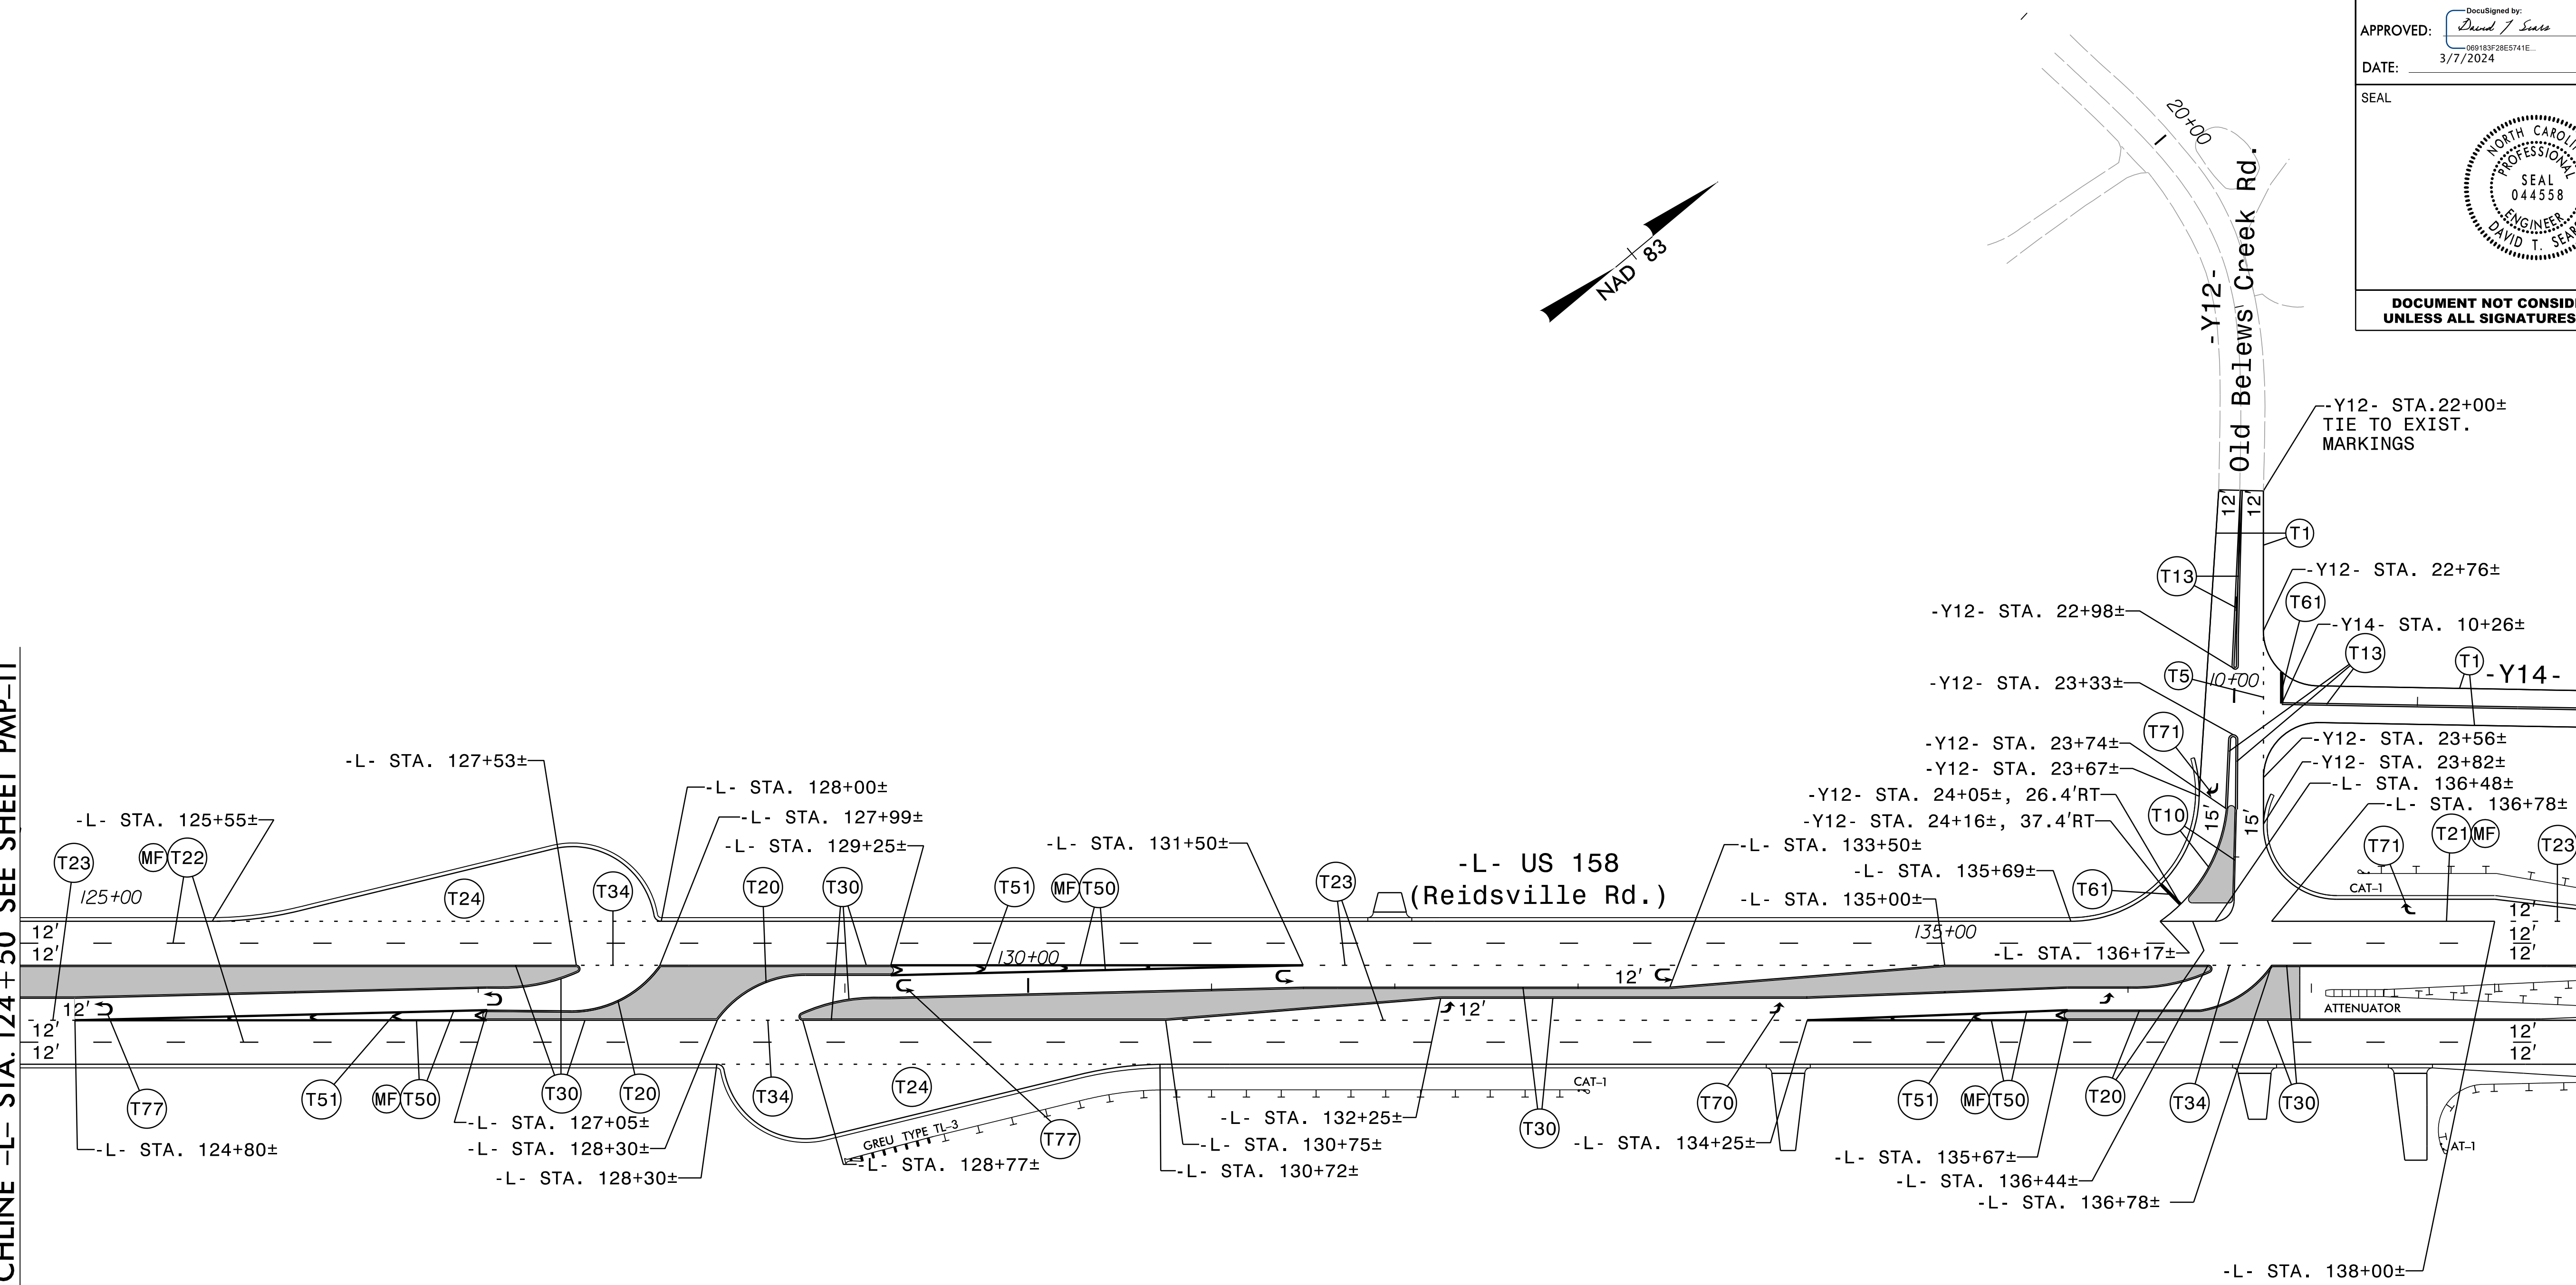 DocuSigned by:
APPROVED: David T Sears
069183F28E5741E...
3/7/2024
DATE:
SEAL
NORTH CAROLIN
PROFESSIONAL
SEAL
044558
ENGINEER
DAVID T. SEAR
DOCUMENT NOT CONSID
UNLESS ALL SIGNATURES
20+00
NAD 83
-Y12-
Old Belews Creek Rd.
-Y12- STA.22+00±
TIE TO EXIST.
MARKINGS
12'
12'
T1
T13
-Y12- STA. 22+76±
T61
-Y12- STA. 22+98±
-Y14- STA. 10+26±
T13
T1
-Y14-
T5
10+00
-Y12- STA. 23+33±
T71
-Y12- STA. 23+74±
-Y12- STA. 23+56±
-Y12- STA. 23+67±
-Y12- STA. 23+82±
-L- STA. 136+48±
-Y12- STA. 24+05±, 26.4'RT
-L- STA. 136+78±
-Y12- STA. 24+16±, 37.4'RT
T10
15'
15'
T71
T21
MF
T23
CAT-1
CHLINE -L- STA. 124+50 SEE SHEET PMP-11
-L- STA. 127+53±
-L- STA. 128+00±
-L- STA. 125+55±
-L- STA. 127+99±
-L- STA. 129+25±
-L- STA. 131+50±
-L- US 158
(Reidsville Rd.)
-L- STA. 133+50±
-L- STA. 135+69±
-L- STA. 135+00±
T23
MF
T22
125+00
T24
T34
T20
T30
T51
MF
T50
T23
T61
12'
12'
130+00
135+00
-L- STA. 136+17±
12'
12'
12'
12'
12'
12'
12'
12'
12'
ATTENUATOR
12'
12'
T77
T51
MF
T50
T30
T20
T34
T24
GREU TYPE TL-3
T77
CAT-1
T30
T70
T51
MF
T50
T20
T34
T30
AT-1
-L- STA. 124+80±
-L- STA. 127+05±
-L- STA. 128+30±
-L- STA. 128+30±
-L- STA. 128+77±
-L- STA. 132+25±
-L- STA. 130+75±
-L- STA. 130+72±
-L- STA. 134+25±
-L- STA. 135+67±
-L- STA. 136+44±
-L- STA. 136+78±
-L- STA. 138+00±